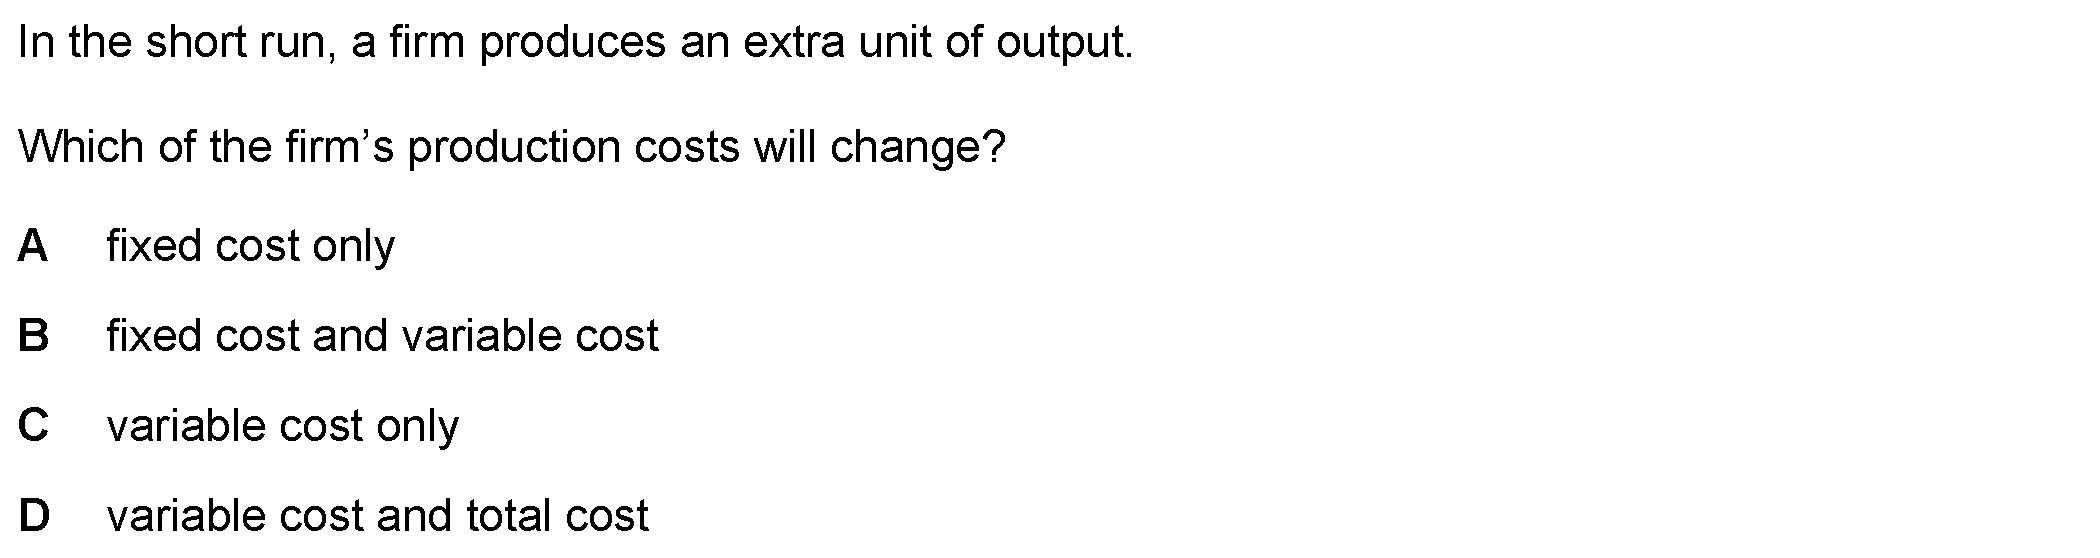 In the short run, a firm produces an extra unit of output.
Which of the firm’s production costs will change?
A fixed cost only
B fixed cost and variable cost
C variable cost only
D variable cost and total cost